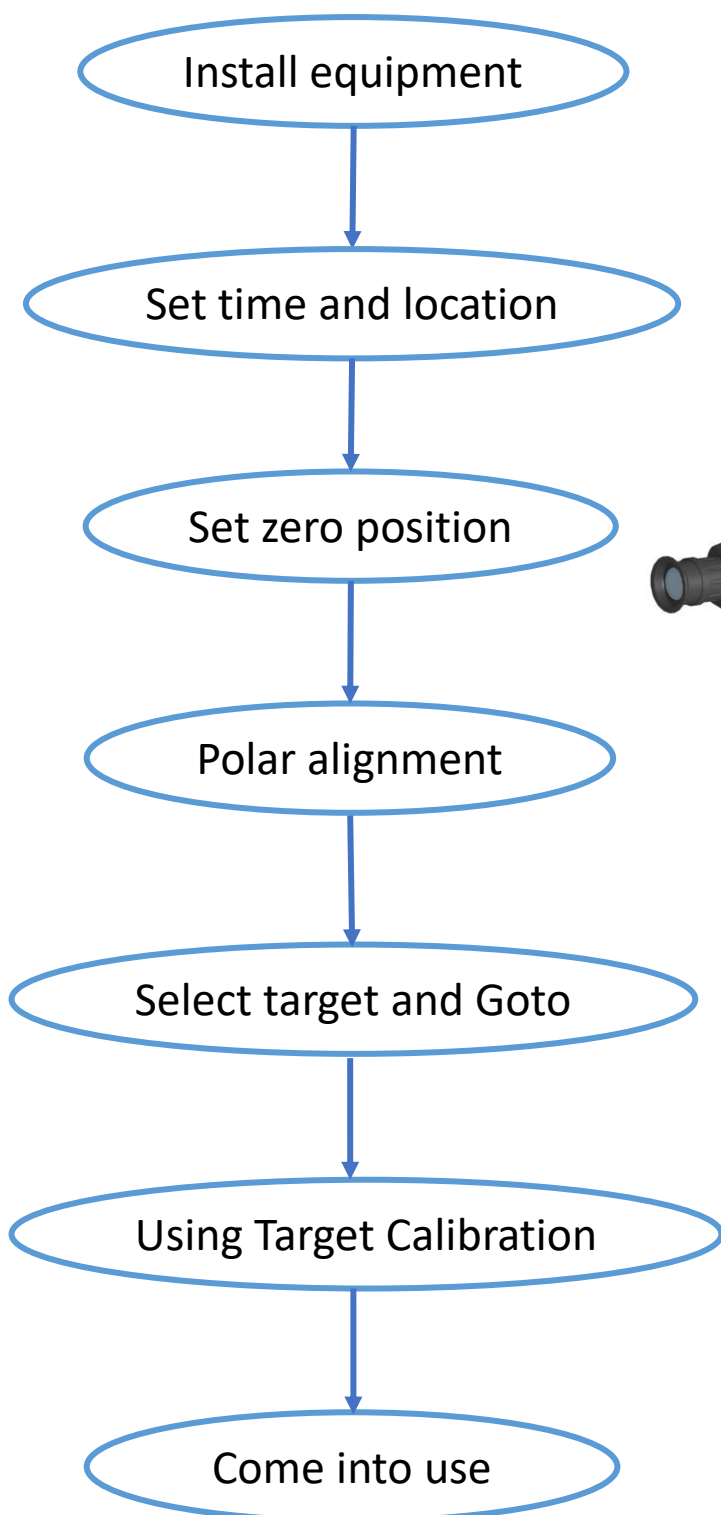 Install equipment
Set time and location
Set zero position
Polar alignment
Select target and Goto
Using Target Calibration
Come into use